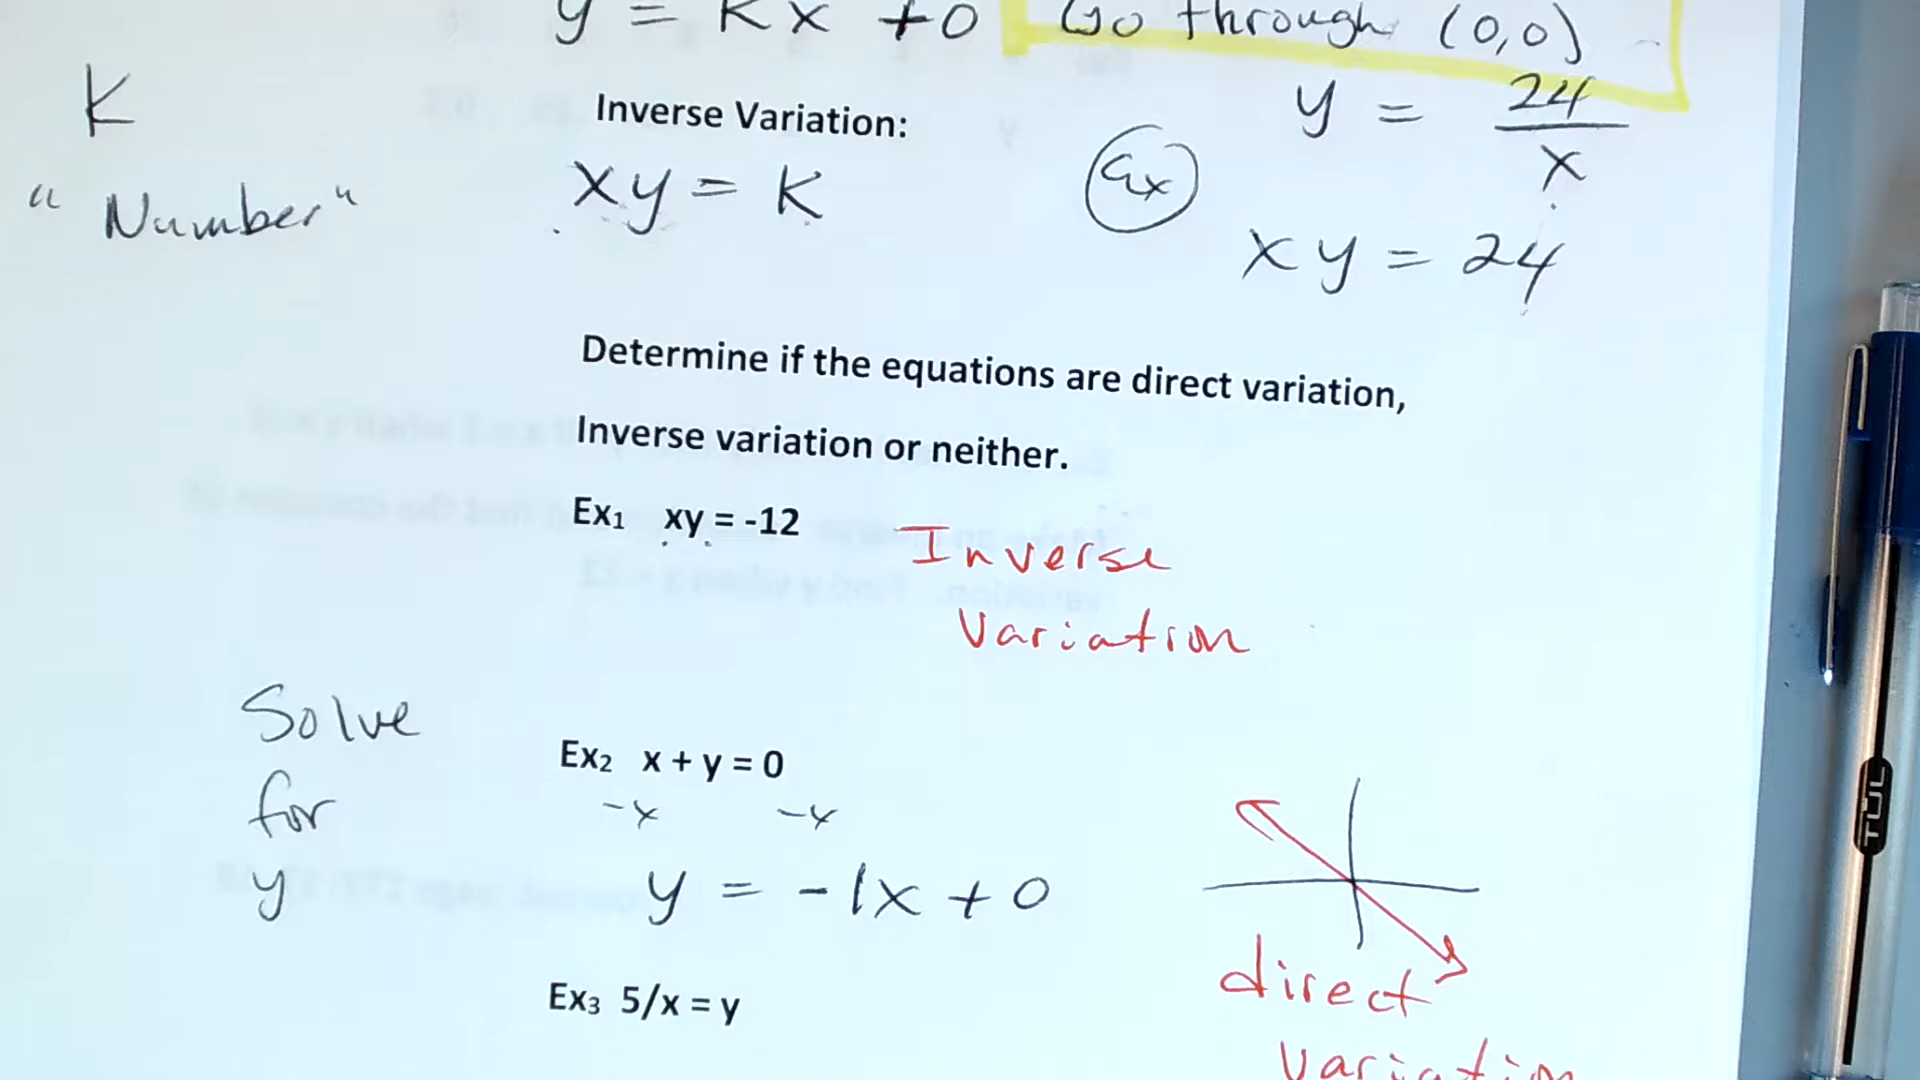 y = Kx + 0 Go through (0,0)
K
"Number"
Inverse Variation:
xy = K
Ex
y = 24/x
xy = 24
Determine if the equations are direct variation,
Inverse variation or neither.
Ex1 xy = -12
Inverse
Variation
Solve
for
y
Ex2 x + y = 0
-x -x
y = -1x + 0
direct
variation
Ex3 5/x = y
TUL